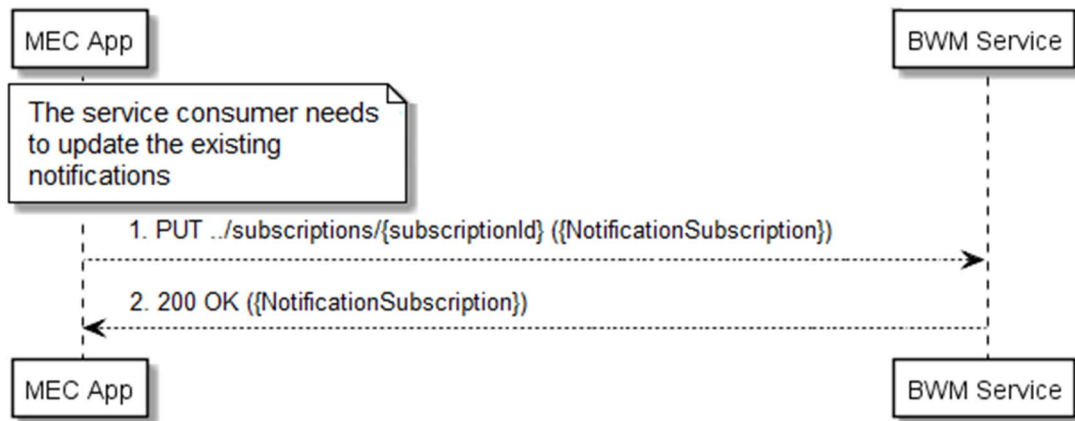 MEC App
BWM Service
The service consumer needs
to update the existing
notifications
1. PUT ../subscriptions/{subscriptionId} ({NotificationSubscription})
2. 200 OK ({NotificationSubscription})
MEC App
BWM Service